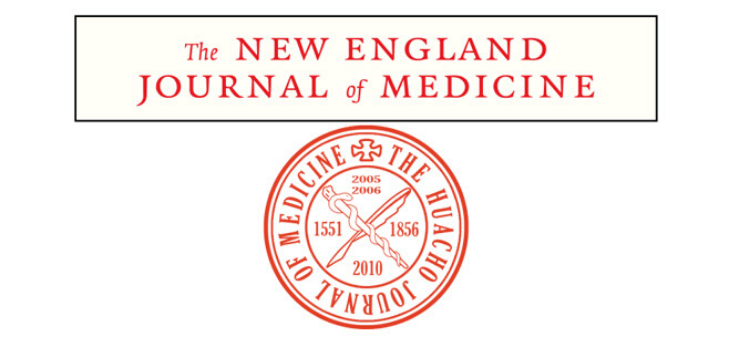 The NEW ENGLAND
JOURNAL of MEDICINE
THE HUACHO JOURNAL OF MEDICINE
2005
2006
1551 1856
2010